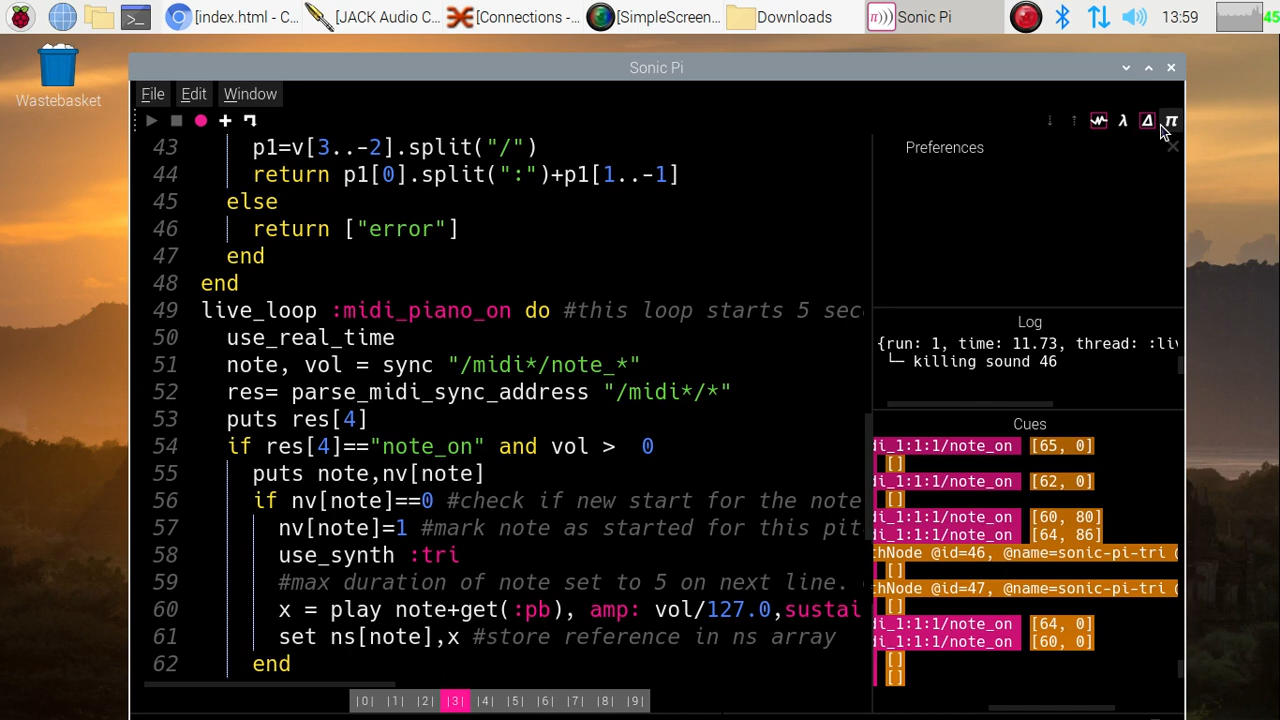 [index.html - C...
[JACK Audio C...
[Connections -...
[SimpleScreen...
Downloads
π)))
Sonic Pi
13:59
45
Wastebasket
Sonic Pi
File
Edit
Window
λ
Δ
π
43 p1=v[3..-2].split("/")
44 return p1[0].split(":")+p1[1..-1]
45 else
46 return ["error"]
47 end
48 end
49 live_loop :midi_piano_on do #this loop starts 5 sec
50 use_real_time
51 note, vol = sync "/midi*/note_*"
52 res= parse_midi_sync_address "/midi*/*"
53 puts res[4]
54 if res[4]=="note_on" and vol >  0
55 puts note,nv[note]
56 if nv[note]==0 #check if new start for the note
57 nv[note]=1 #mark note as started for this pit
58 use_synth :tri
59 #max duration of note set to 5 on next line.
60 x = play note+get(:pb), amp: vol/127.0,sustai
61 set ns[note],x #store reference in ns array
62 end
|0| |1| |2| |3| |4| |5| |6| |7| |8| |9|
Preferences
Log
{run: 1, time: 11.73, thread: :liv
└─ killing sound 46
Cues
di_1:1:1/note_on [65, 0]
[]
di_1:1:1/note_on [62, 0]
[]
di_1:1:1/note_on [60, 80]
di_1:1:1/note_on [64, 86]
thNode @id=46, @name=sonic-pi-tri
[]
thNode @id=47, @name=sonic-pi-tri
[]
di_1:1:1/note_on [64, 0]
di_1:1:1/note_on [60, 0]
[]
[]